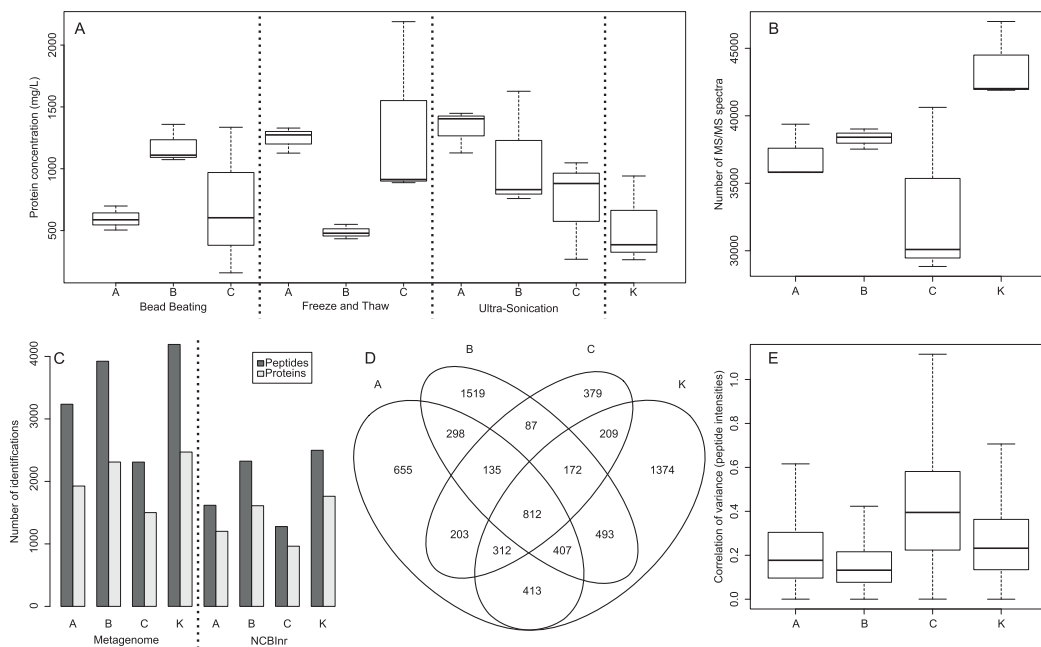 A
Protein concentration (mg/L)
2000
1500
1000
500
A B C A B C A B C K
Bead Beating Freeze and Thaw Ultra-Sonication
B
Number of MS/MS spectra
45000
40000
35000
30000
A B C K
C
Number of identifications
4000
3000
2000
1000
0
Peptides
Proteins
A B C K A B C K
Metagenome NCBInr
D
B C
A K
1519 379
87
298 209
655 135 172 1374
812
203 493
312 407
413
E
Correlation of variance (peptide intensities)
1.0
0.8
0.6
0.4
0.2
0.0
A B C K